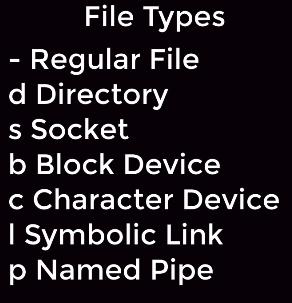 File Types
- Regular File
d Directory
s Socket
b Block Device
c Character Device
l Symbolic Link
p Named Pipe